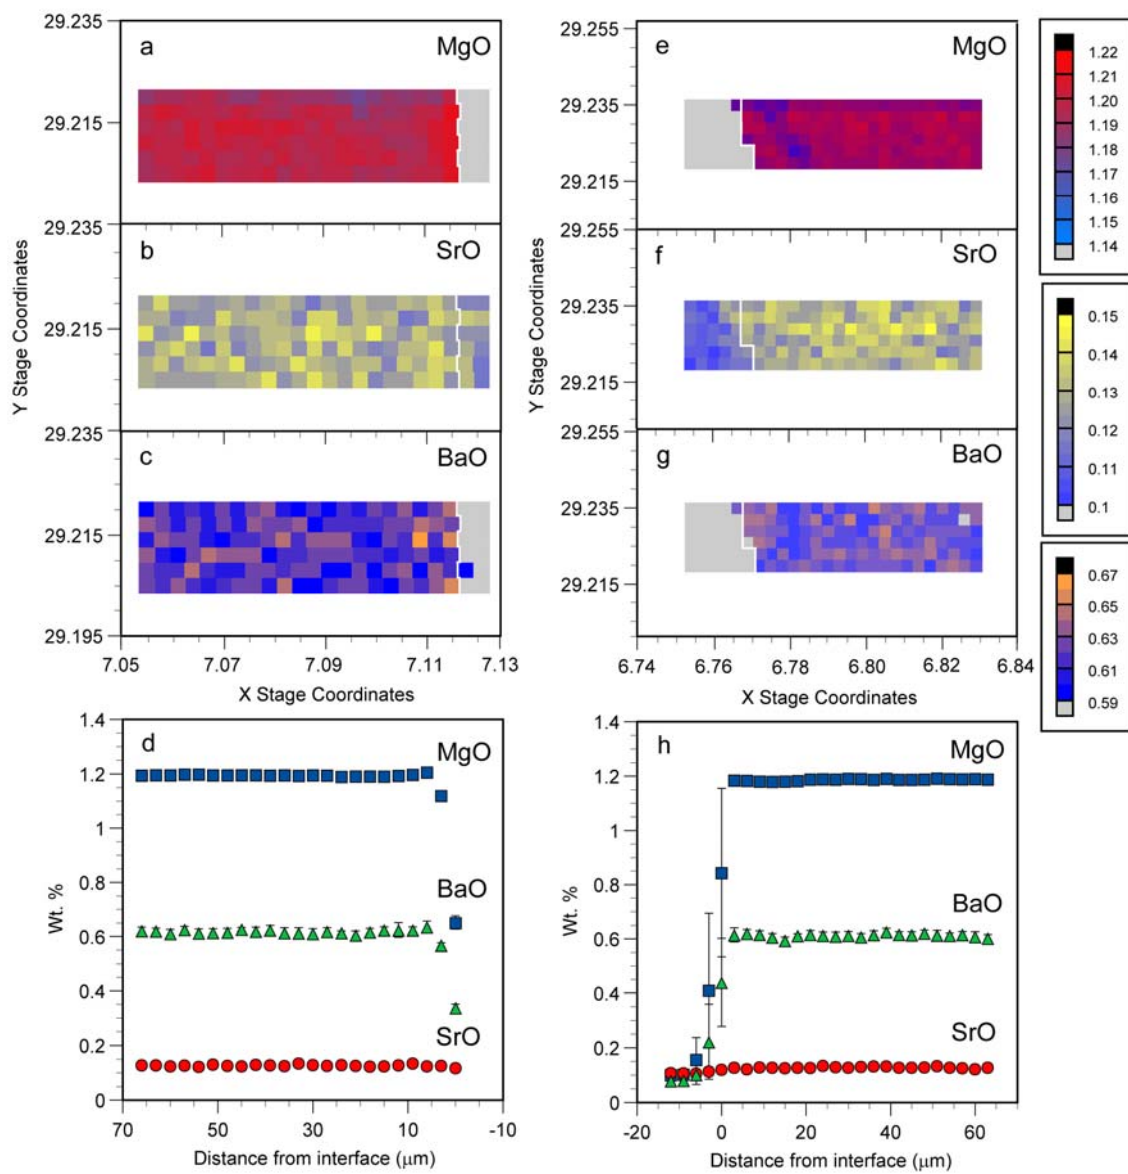 29.235
a
MgO
29.215
29.235
b
SrO
29.215
29.235
c
BaO
29.215
29.195
7.05
7.07
7.09
7.11
7.13
X Stage Coordinates
Y Stage Coordinates
29.255
e
MgO
29.235
29.215
29.255
f
SrO
29.235
29.215
29.255
g
BaO
29.235
29.215
6.74
6.76
6.78
6.80
6.82
6.84
X Stage Coordinates
Y Stage Coordinates
1.22
1.21
1.20
1.19
1.18
1.17
1.16
1.15
1.14
0.15
0.14
0.13
0.12
0.11
0.1
0.67
0.65
0.63
0.61
0.59
1.4
d
MgO
1.2
1
0.8
BaO
0.6
0.4
SrO
0.2
0
70
50
30
10
-10
Wt. %
Distance from interface (μm)
1.4
h
MgO
1.2
1
0.8
BaO
0.6
0.4
SrO
0.2
0
-20
0
20
40
60
Wt. %
Distance from interface (μm)